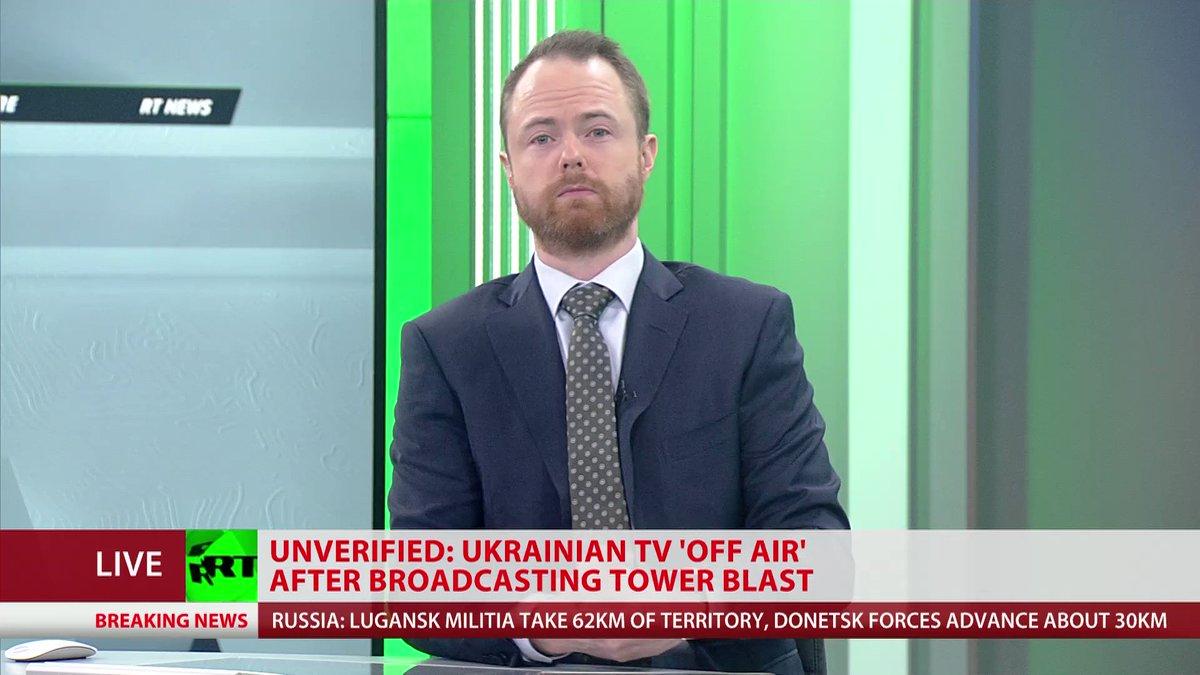 RT NEWS
LIVE
RT
UNVERIFIED: UKRAINIAN TV 'OFF AIR'
AFTER BROADCASTING TOWER BLAST
BREAKING NEWS
RUSSIA: LUGANSK MILITIA TAKE 62KM OF TERRITORY, DONETSK FORCES ADVANCE ABOUT 30KM